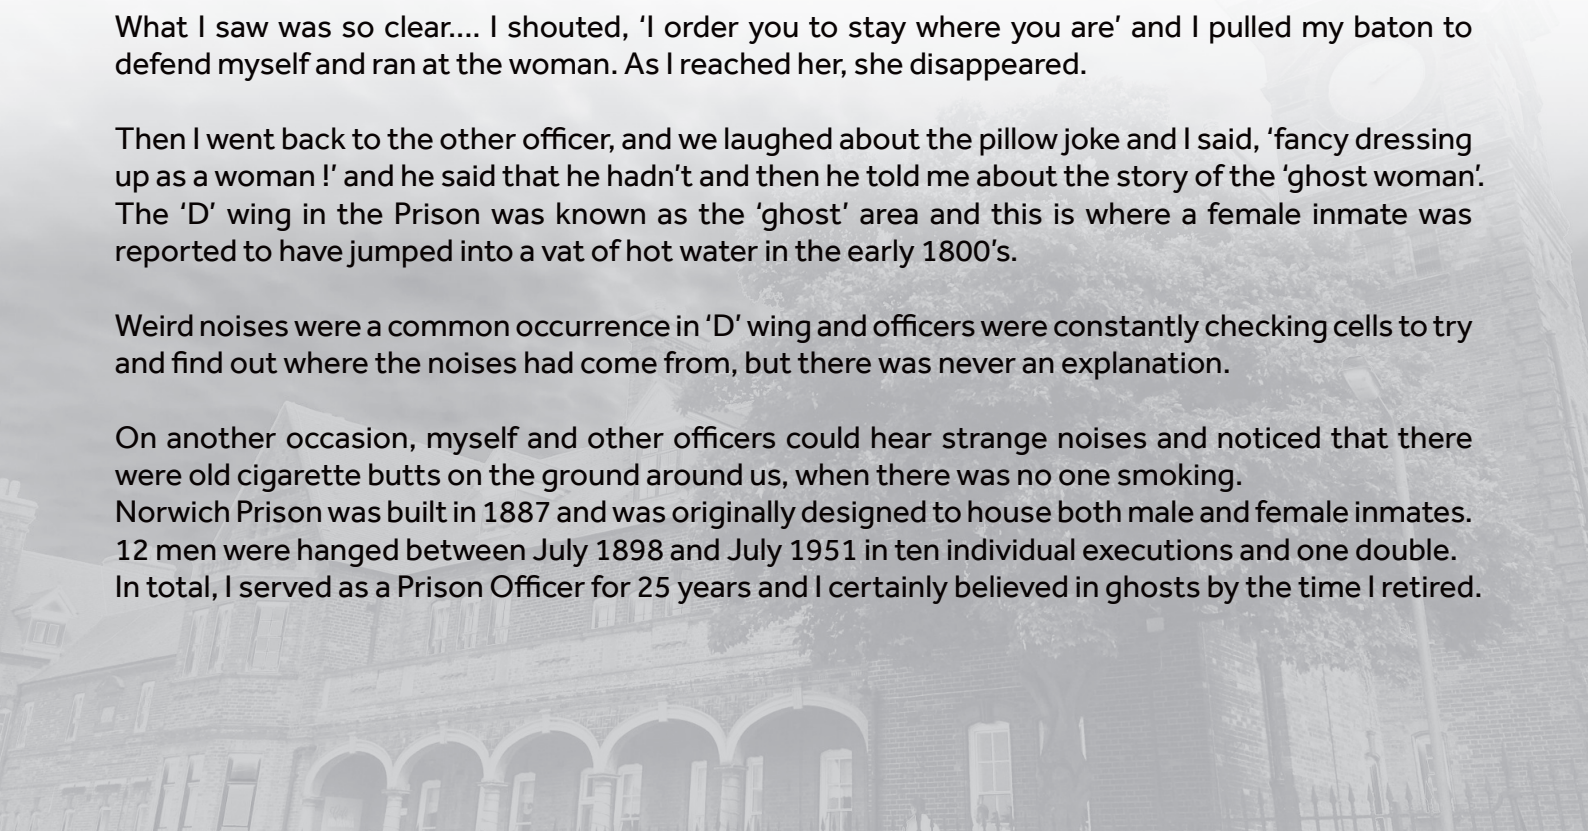 What I saw was so clear.... I shouted, ‘I order you to stay where you are’ and I pulled my baton to
defend myself and ran at the woman. As I reached her, she disappeared.
Then I went back to the other officer, and we laughed about the pillow joke and I said, ‘fancy dressing
up as a woman !’ and he said that he hadn’t and then he told me about the story of the ‘ghost woman’.
The ‘D’ wing in the Prison was known as the ‘ghost’ area and this is where a female inmate was
reported to have jumped into a vat of hot water in the early 1800’s.
Weird noises were a common occurrence in ‘D’ wing and officers were constantly checking cells to try
and find out where the noises had come from, but there was never an explanation.
On another occasion, myself and other officers could hear strange noises and noticed that there
were old cigarette butts on the ground around us, when there was no one smoking.
Norwich Prison was built in 1887 and was originally designed to house both male and female inmates.
12 men were hanged between July 1898 and July 1951 in ten individual executions and one double.
In total, I served as a Prison Officer for 25 years and I certainly believed in ghosts by the time I retired.